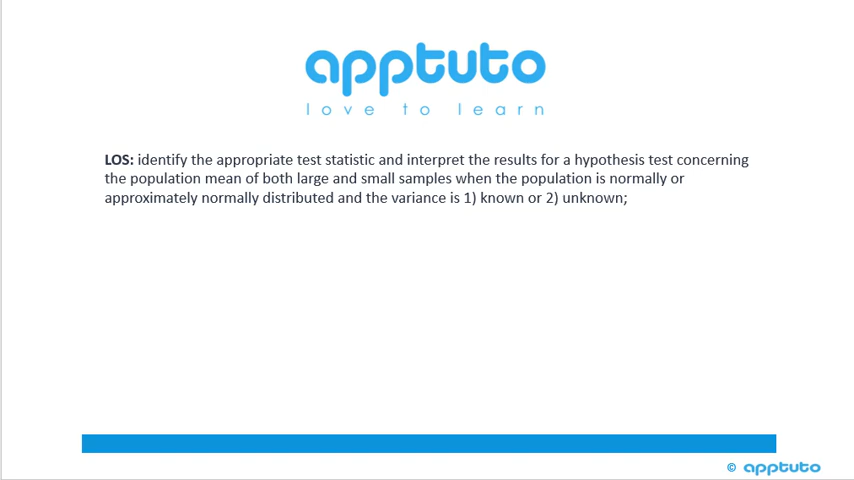 apptuto
love to learn
LOS: identify the appropriate test statistic and interpret the results for a hypothesis test concerning
the population mean of both large and small samples when the population is normally or
approximately normally distributed and the variance is 1) known or 2) unknown;
© apptuto